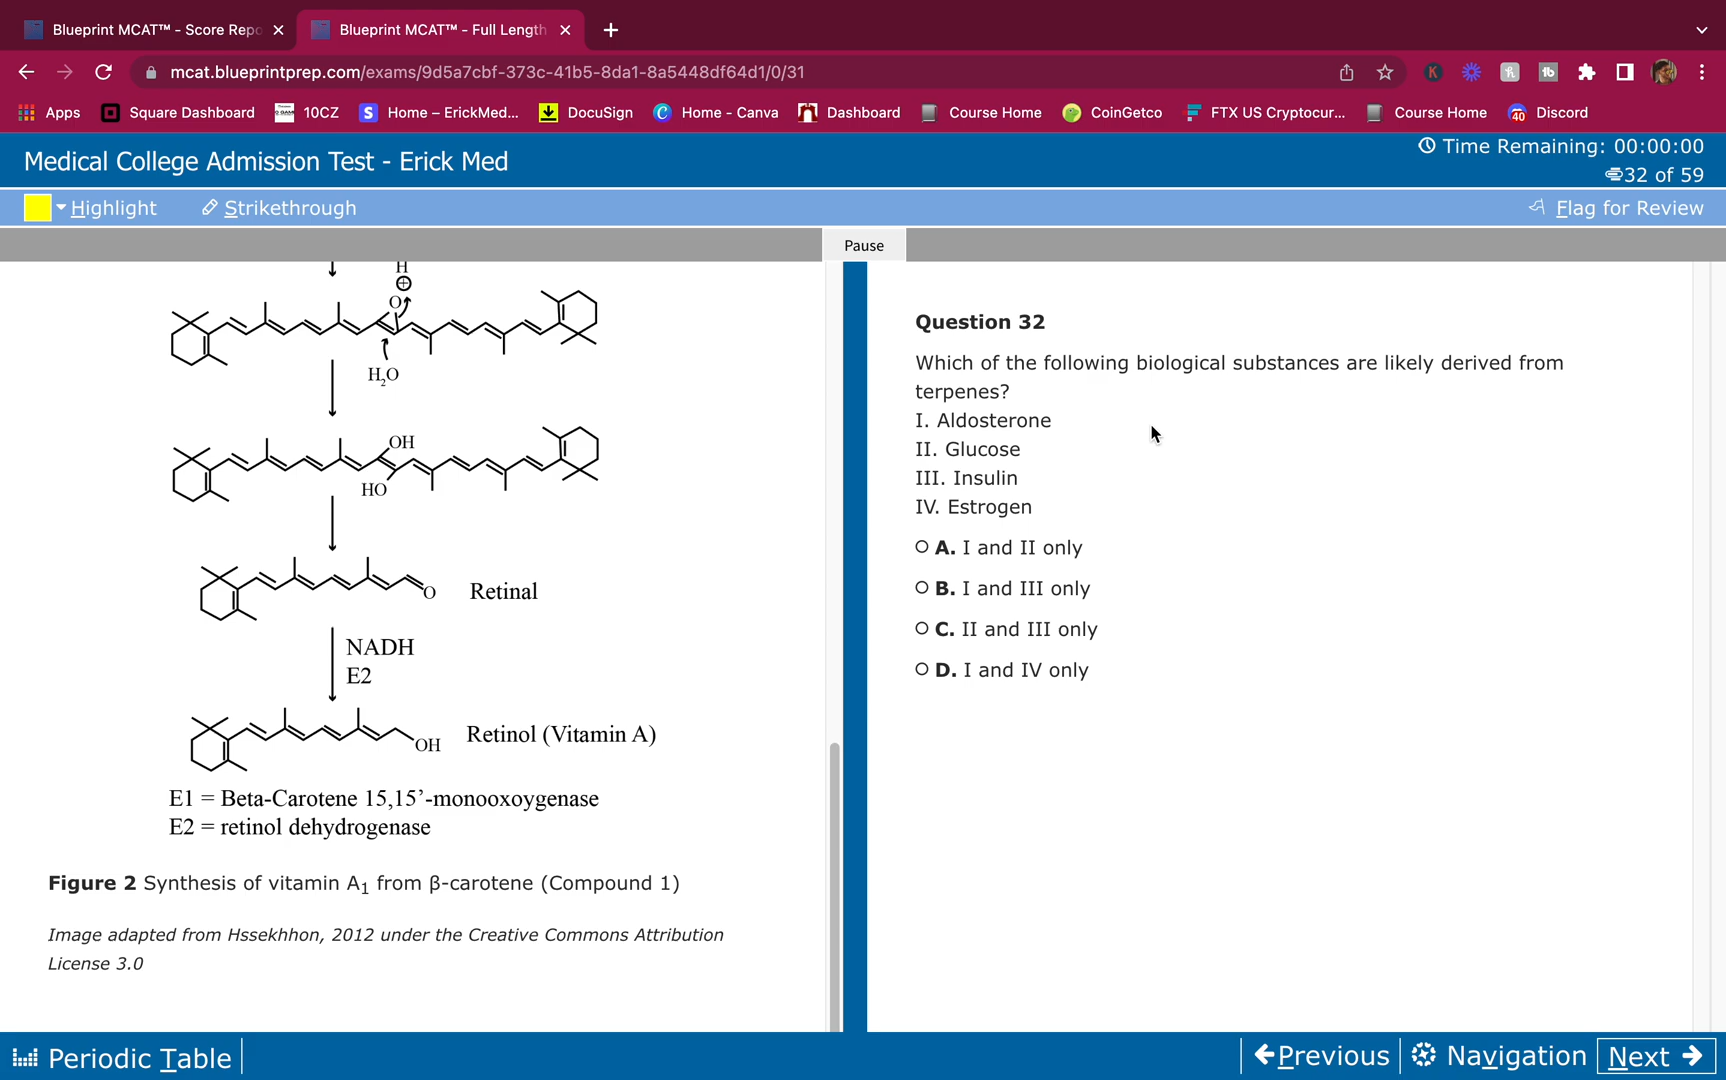 Blueprint MCAT™ - Score Repo
Blueprint MCAT™ - Full Length
mcat.blueprintprep.com/exams/9d5a7cbf-373c-41b5-8da1-8a5448df64d1/0/31
Apps
Square Dashboard
10CZ
Home – ErickMed...
DocuSign
Home - Canva
Dashboard
Course Home
CoinGetco
FTX US Cryptocur...
Course Home
40
Discord
Medical College Admission Test - Erick Med
Time Remaining: 00:00:00
32 of 59
Highlight
Strikethrough
Flag for Review
Pause
H
O
H₂O
OH
HO
O
Retinal
NADH
E2
OH
Retinol (Vitamin A)
E1 = Beta-Carotene 15,15’-monooxoygenase
E2 = retinol dehydrogenase
Figure 2 Synthesis of vitamin A₁ from β-carotene (Compound 1)
Image adapted from Hssekhhon, 2012 under the Creative Commons Attribution
License 3.0
Question 32
Which of the following biological substances are likely derived from
terpenes?
I. Aldosterone
II. Glucose
III. Insulin
IV. Estrogen
A. I and II only
B. I and III only
C. II and III only
D. I and IV only
Periodic Table
Previous
Navigation
Next